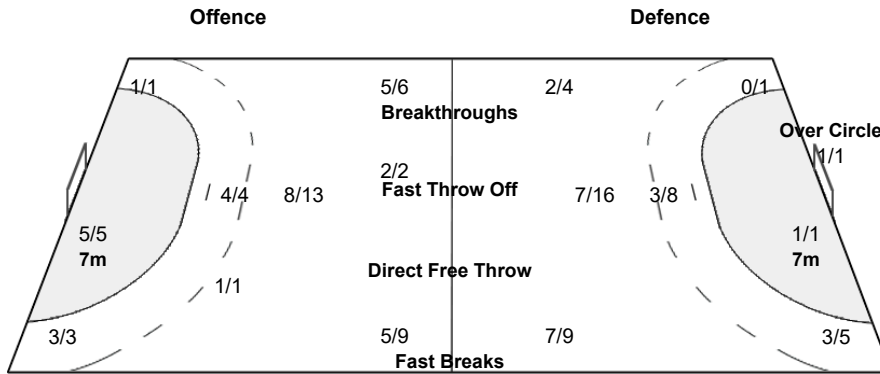 Offence Defence
1/1 5/6 2/4 0/1
Breakthroughs
Over Circle
2/2 1/1
4/4 8/13 Fast Throw Off 7/16 3/8
5/5 1/1
7m 7m
Direct Free Throw
1/1
3/3 5/9 7/9 3/5
Fast Breaks